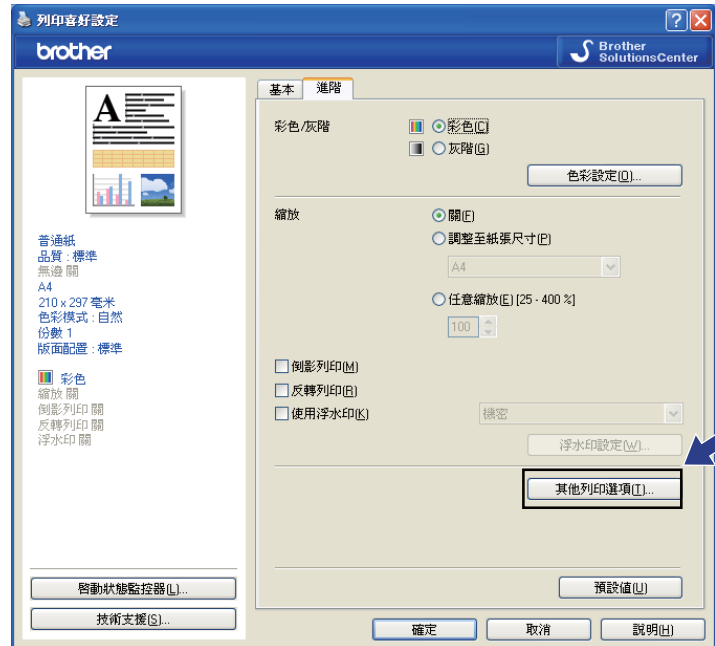 列印喜好設定
brother
Brother
SolutionsCenter
基本 進階
A
普通紙
品質 : 標準
無邊 關
A4
210 x 297 毫米
色彩模式 : 自然
份數 1
版面配置 : 標準
彩色
縮放 關
倒影列印 關
反轉列印 關
浮水印 關
啓動狀態監控器(L)...
技術支援(S)...
彩色/灰階
彩色(C)
灰階(G)
色彩設定(O)...
縮放
關(F)
調整至紙張尺寸(P)
A4
任意縮放(E) [25 - 400 %]
100
倒影列印(M)
反轉列印(R)
使用浮水印(K) 機密
浮水印設定(W)...
其他列印選項(T)...
預設值(U)
確定 取消 說明(H)